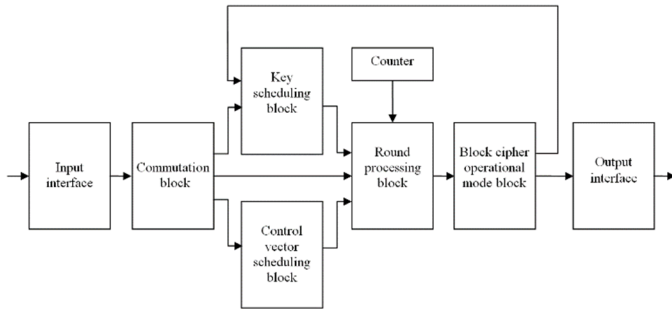 Key
scheduling
block
Counter
Input
interface
Commutation
block
Round
processing
block
Block cipher
operational
mode block
Output
interface
Control
vector
scheduling
block